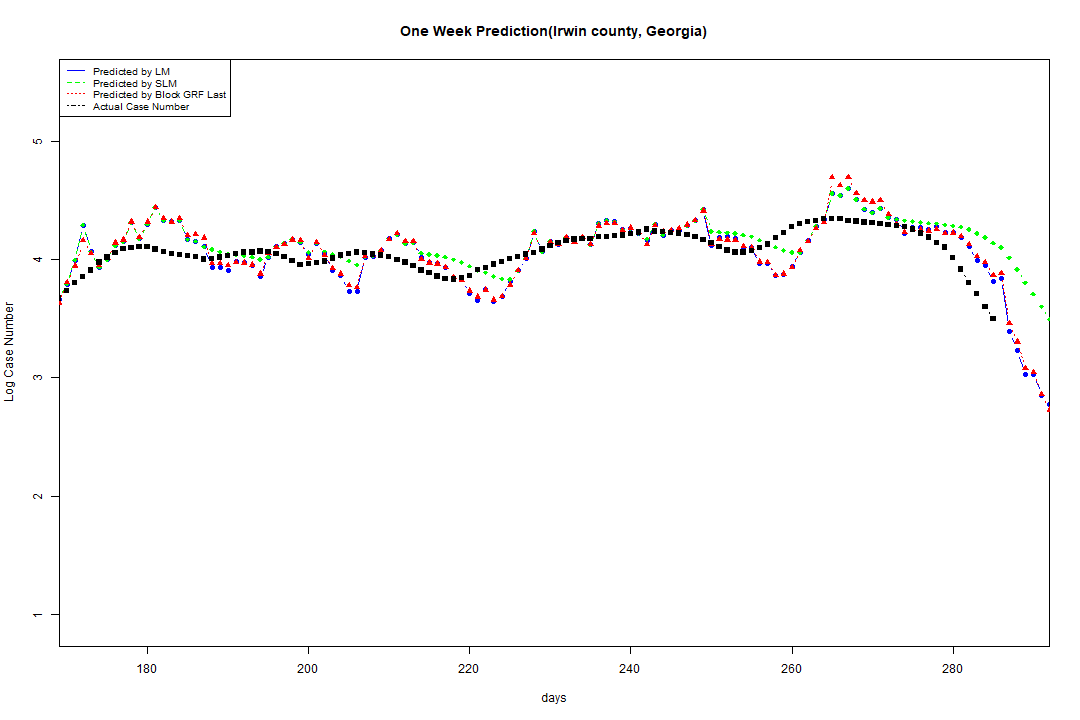 One Week Prediction(Irwin county, Georgia)
Predicted by LM
Predicted by SLM
Predicted by Block GRF Last
Actual Case Number
5
4
3
2
1
Log Case Number
180 200 220 240 260 280
days